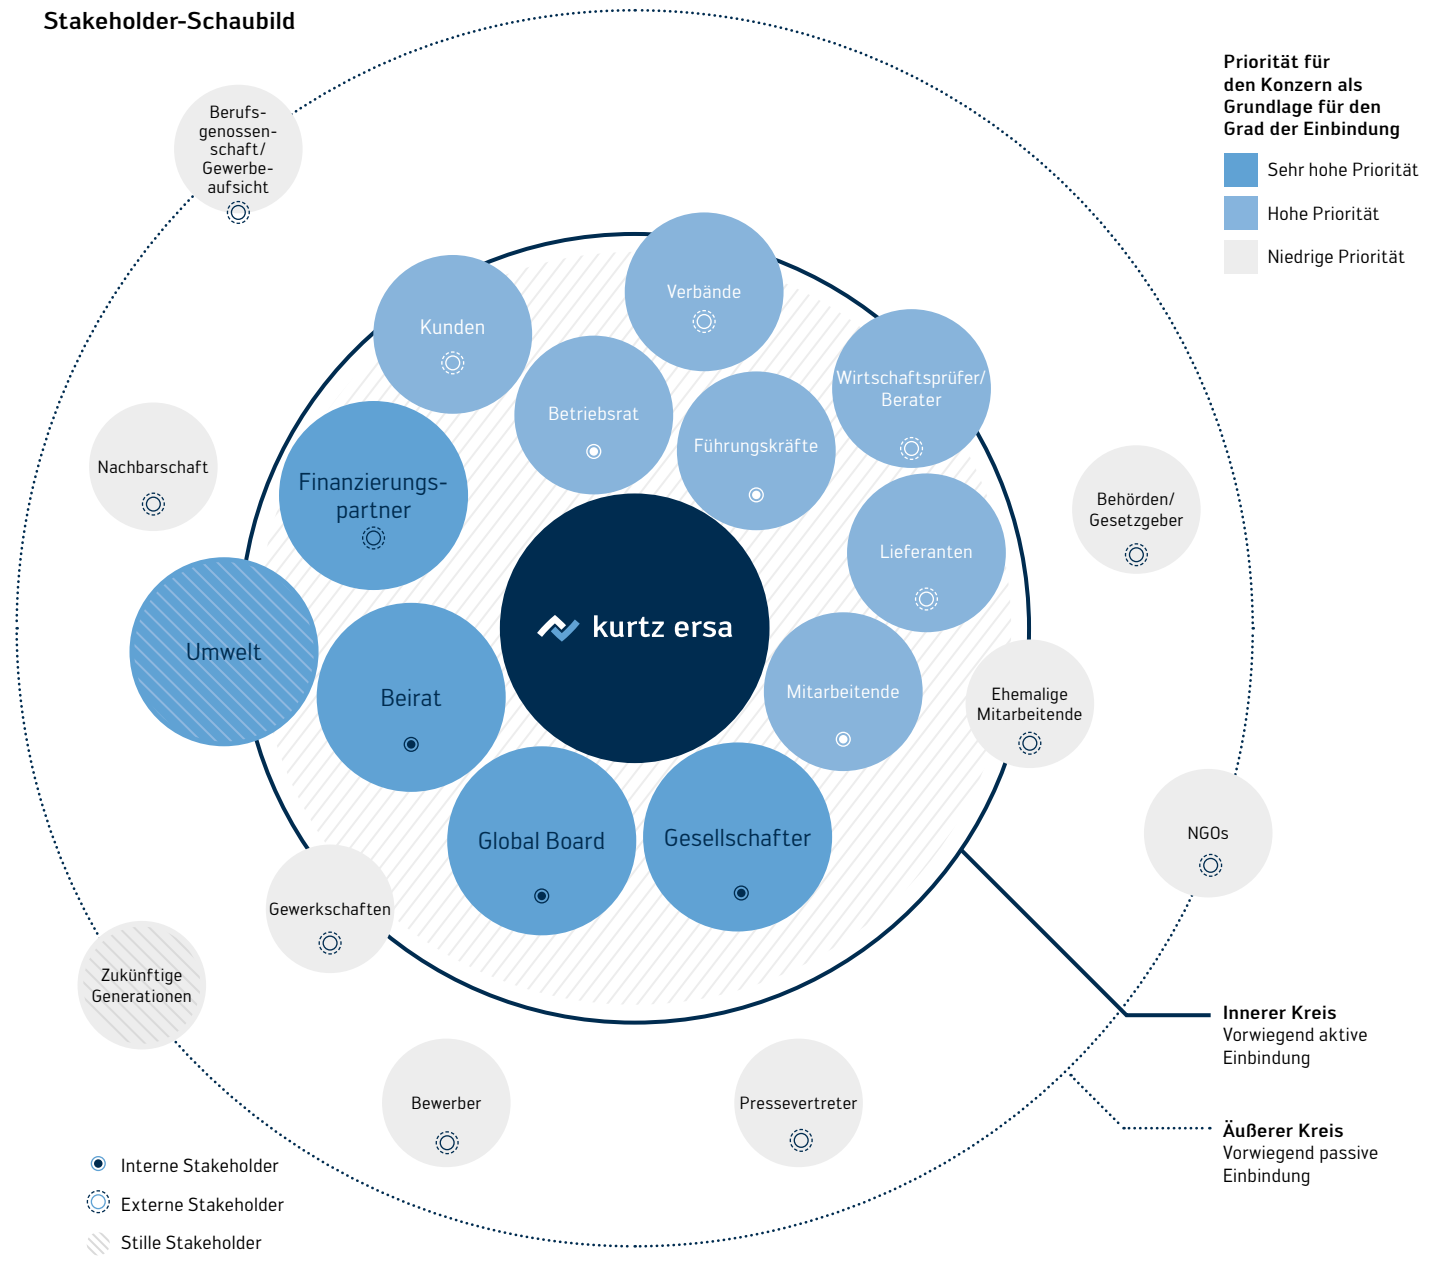 Stakeholder-Schaubild
Priorität für
den Konzern als
Grundlage für den
Grad der Einbindung
Sehr hohe Priorität
Hohe Priorität
Niedrige Priorität
Berufs-
genossen-
schaft/
Gewerbe-
aufsicht
Verbände
Kunden
Wirtschaftsprüfer/
Berater
Betriebsrat
Führungskräfte
Nachbarschaft
Finanzierungs-
partner
Behörden/
Gesetzgeber
Lieferanten
kurtz ersa
Umwelt
Beirat
Mitarbeitende
Ehemalige
Mitarbeitende
Global Board
Gesellschafter
NGOs
Gewerkschaften
Zukünftige
Generationen
Bewerber
Pressevertreter
Innerer Kreis
Vorwiegend aktive
Einbindung
Äußerer Kreis
Vorwiegend passive
Einbindung
Interne Stakeholder
Externe Stakeholder
Stille Stakeholder